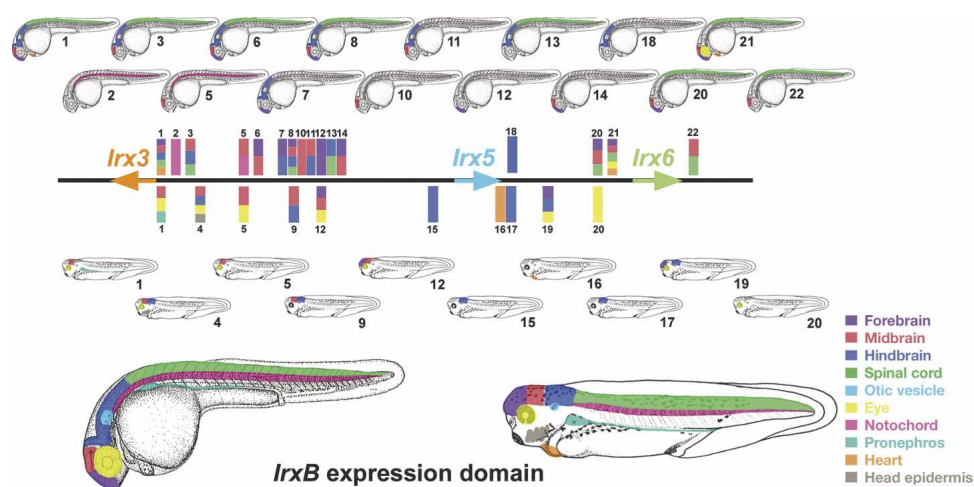 1 3 6 8 11 13 18 21
2 5 7 10 12 14 20 22
18
1 2 3 5 6 7 8 10 11 12 13 14 20 21 22
Irx3 Irx5 Irx6
1 4 5 9 12 15 16 17 19 20
1 5 12 16 19
4 9 15 17 20
Forebrain
Midbrain
Hindbrain
Spinal cord
Otic vesicle
Eye
Notochord
Pronephros
Heart
Head epidermis
IrxB expression domain